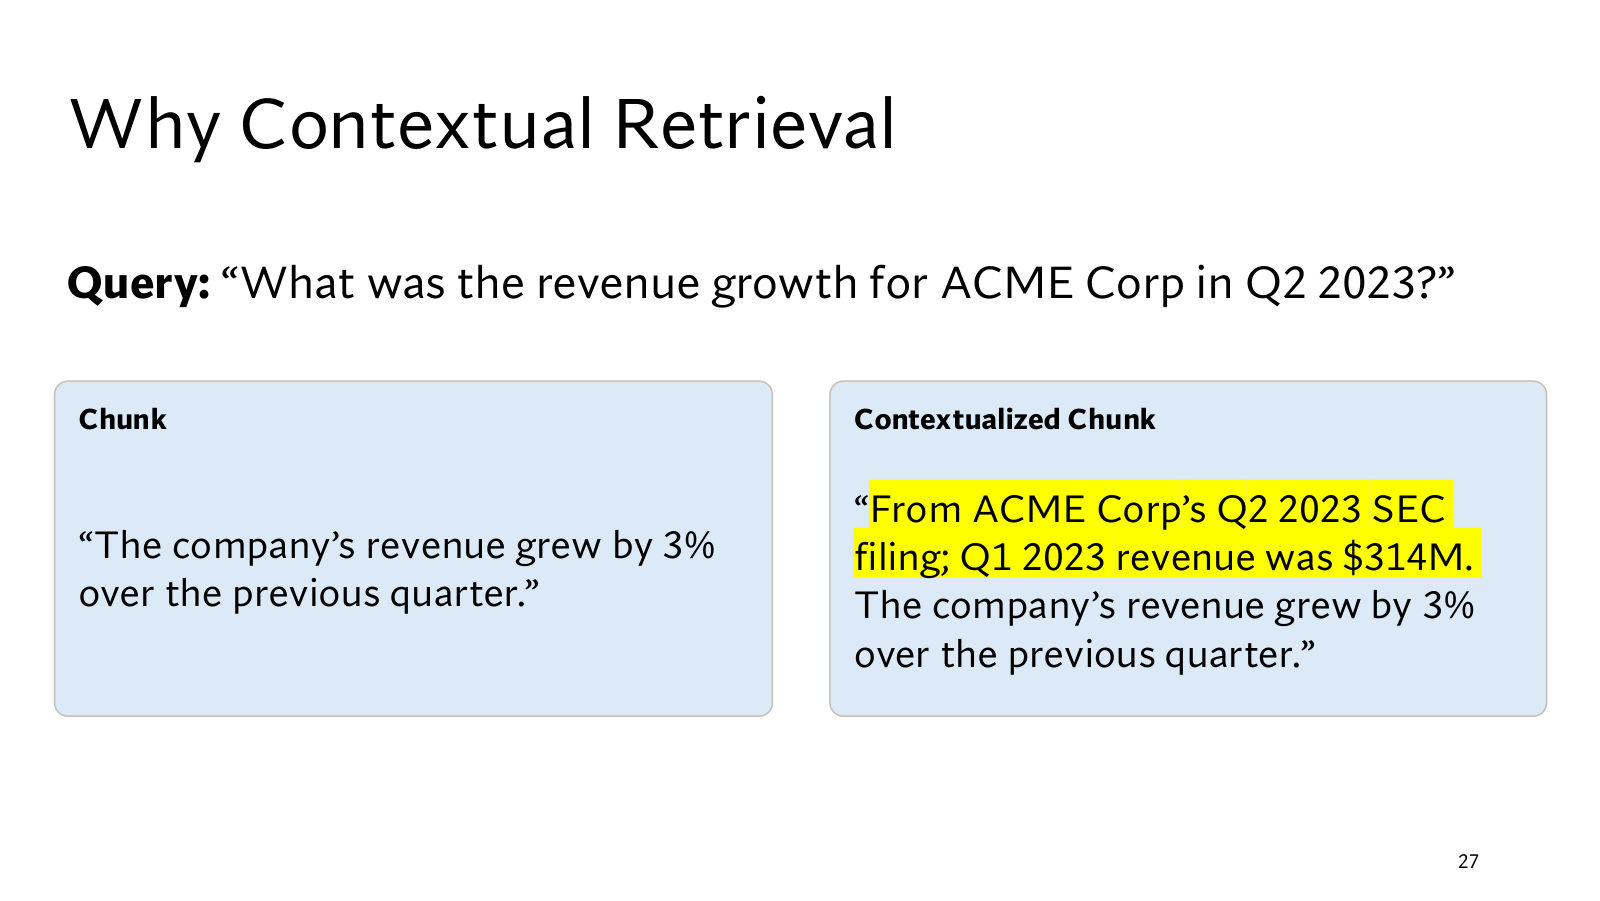 Why Contextual Retrieval
Query: “What was the revenue growth for ACME Corp in Q2 2023?”
Chunk
“The company’s revenue grew by 3%
over the previous quarter.”
Contextualized Chunk
“From ACME Corp’s Q2 2023 SEC
filing; Q1 2023 revenue was $314M.
The company’s revenue grew by 3%
over the previous quarter.”
27